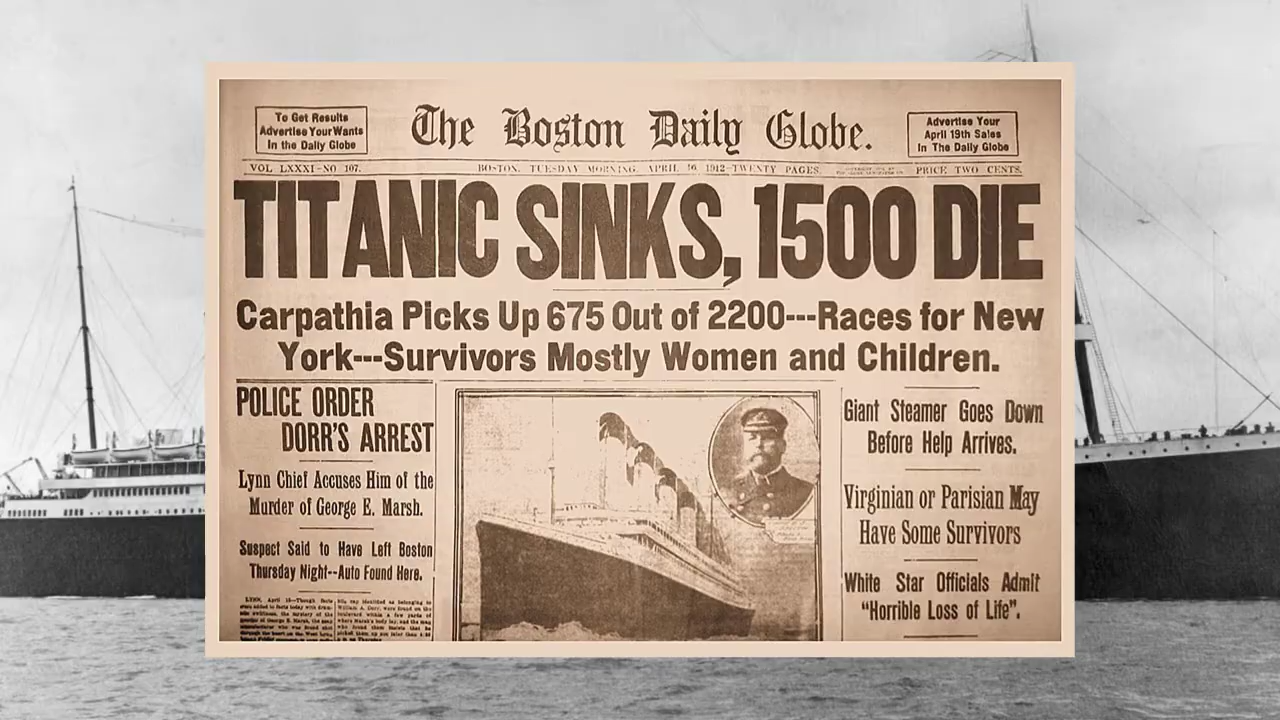 To Get Results
Advertise Your Wants
In the Daily Globe
The Boston Daily Globe.
Advertise Your
April 19th Sales
In The Daily Globe
VOL LXXXI-NO 107.
BOSTON, TUESDAY MORNING, APRIL 16, 1912-TWENTY PAGES.
PRICE TWO CENTS.
TITANIC SINKS, 1500 DIE
Carpathia Picks Up 675 Out of 2200---Races for New
York---Survivors Mostly Women and Children.
POLICE ORDER
DORR'S ARREST
Lynn Chief Accuses Him of the
Murder of George E. Marsh.
Suspect Said to Have Left Boston
Thursday Night--Auto Found Here.
Giant Steamer Goes Down
Before Help Arrives.
Virginian or Parisian May
Have Some Survivors
White Star Officials Admit
"Horrible Loss of Life".